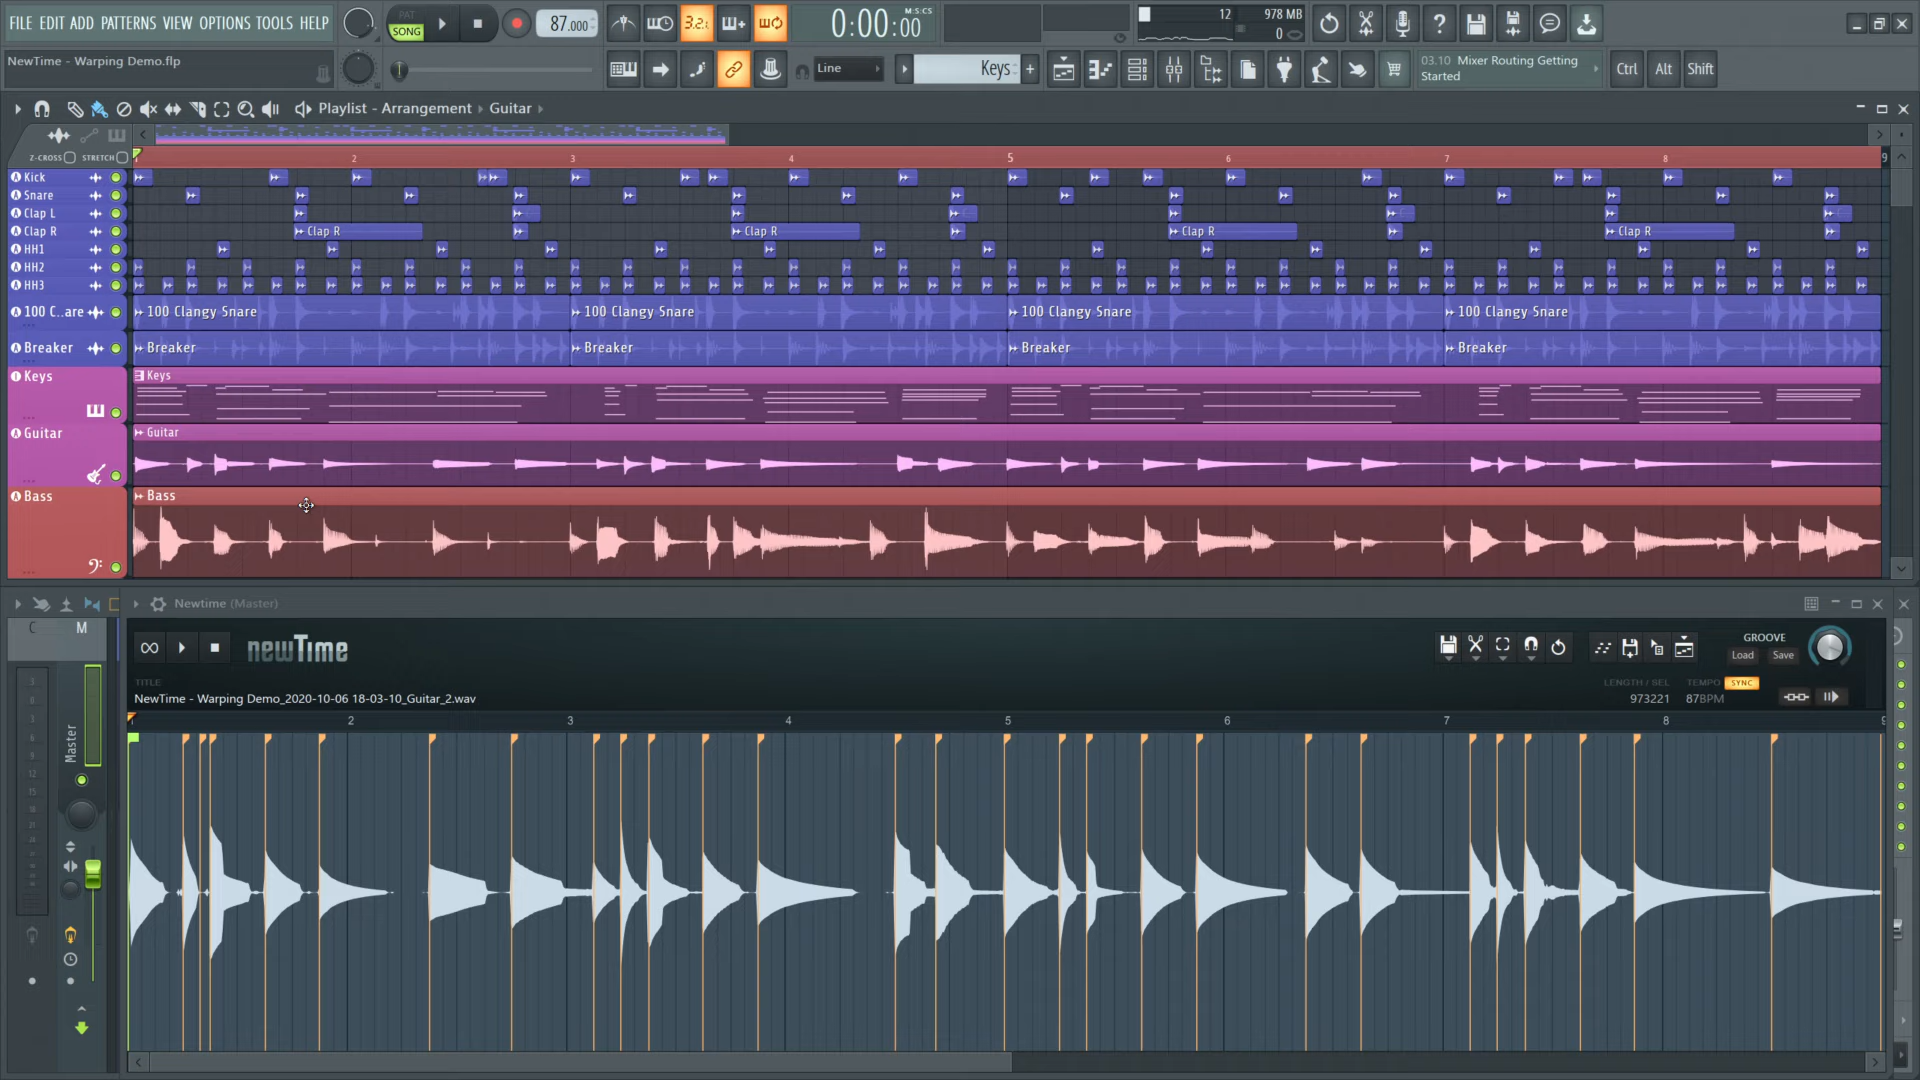 FILE EDIT ADD PATTERNS VIEW OPTIONS TOOLS HELP
PAT
SONG
87.000
3.2.
0:00:00
M:S:CS
12
978 MB
0
NewTime - Warping Demo.flp
Line
Keys
03.10 Mixer Routing Getting
Started
Ctrl
Alt
Shift
Playlist - Arrangement
Guitar
Z-CROSS
STRETCH
2
3
4
5
6
7
8
9
Kick
Snare
Clap L
Clap R
Clap R
Clap R
Clap R
Clap R
HH1
HH2
HH3
100 C..are
100 Clangy Snare
100 Clangy Snare
100 Clangy Snare
100 Clangy Snare
Breaker
Breaker
Breaker
Breaker
Breaker
Keys
Keys
Guitar
Guitar
Bass
Bass
Newtime (Master)
C
M
newTime
GROOVE
Load
Save
TITLE
LENGTH / SEL
TEMPO
SYNC
NewTime - Warping Demo_2020-10-06 18-03-10_Guitar_2.wav
973221
87BPM
2
3
4
5
6
7
8
9
Master